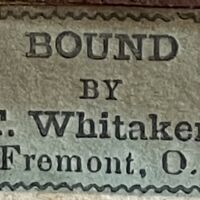 BOUND
BY
T. Whitaker
Fremont, O.